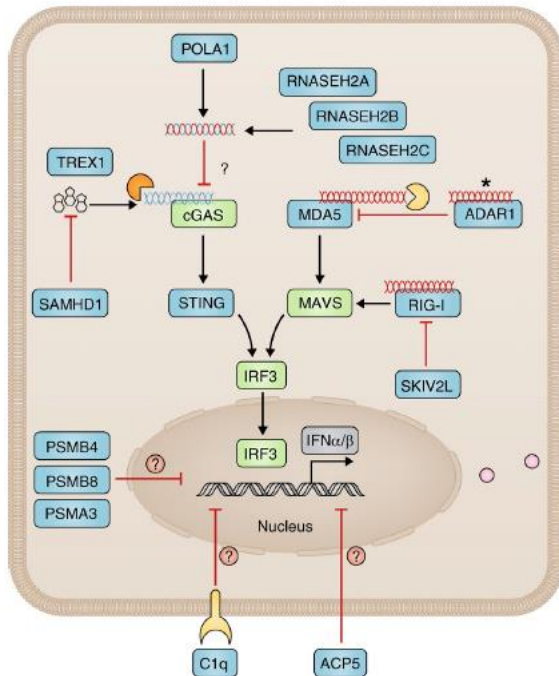 POLA1
RNASEH2A
RNASEH2B
RNASEH2C
TREX1
?
*
cGAS
MDA5
ADAR1
SAMHD1
STING
MAVS
RIG-I
IRF3
SKIV2L
PSMB4
PSMB8
PSMA3
?
IRF3
IFNα/β
Nucleus
?
?
C1q
ACP5